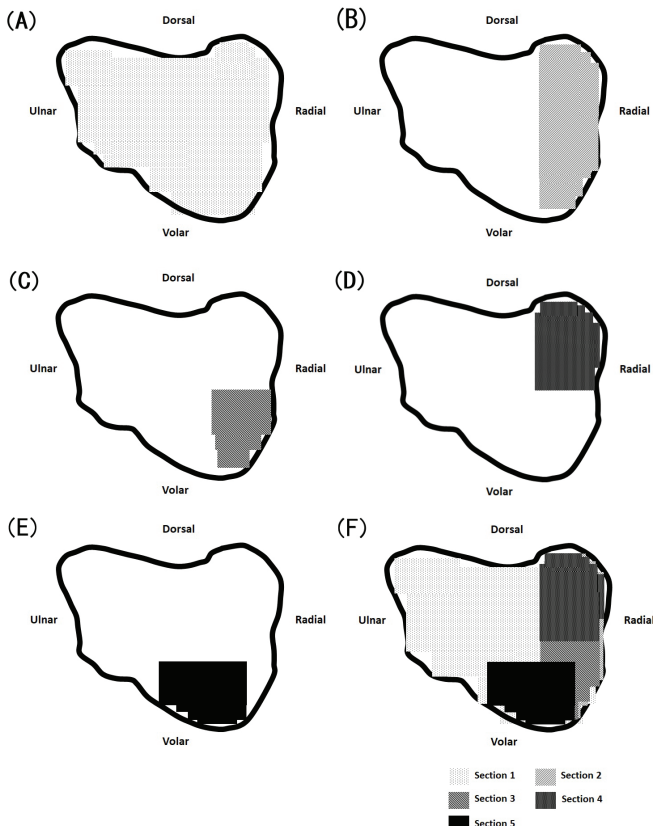 (A)
Dorsal
Ulnar
Radial
Volar
(B)
Dorsal
Ulnar
Radial
Volar
(C)
Dorsal
Ulnar
Radial
Volar
(D)
Dorsal
Ulnar
Radial
Volar
(E)
Dorsal
Ulnar
Radial
Volar
(F)
Dorsal
Ulnar
Radial
Volar
Section 1
Section 2
Section 3
Section 4
Section 5